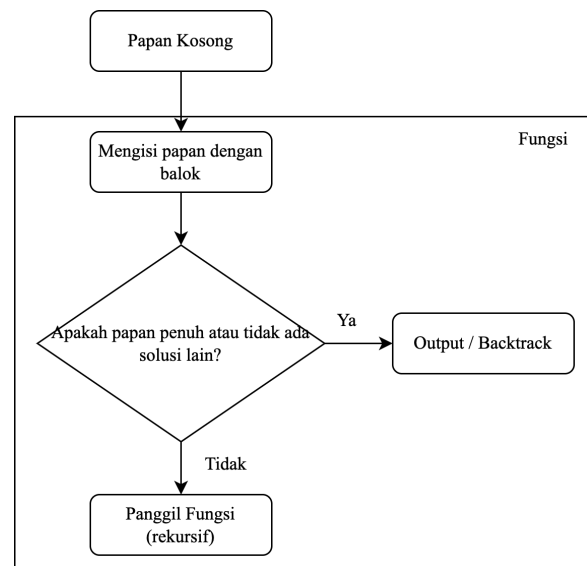 Papan Kosong
Fungsi
Mengisi papan dengan
balok
Apakah papan penuh atau tidak ada
solusi lain?
Ya
Output / Backtrack
Tidak
Panggil Fungsi
(rekursif)